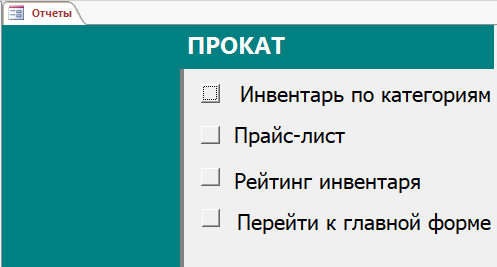 Отчеты
ПРОКАТ
Инвентарь по категориям
Прайс-лист
Рейтинг инвентаря
Перейти к главной форме